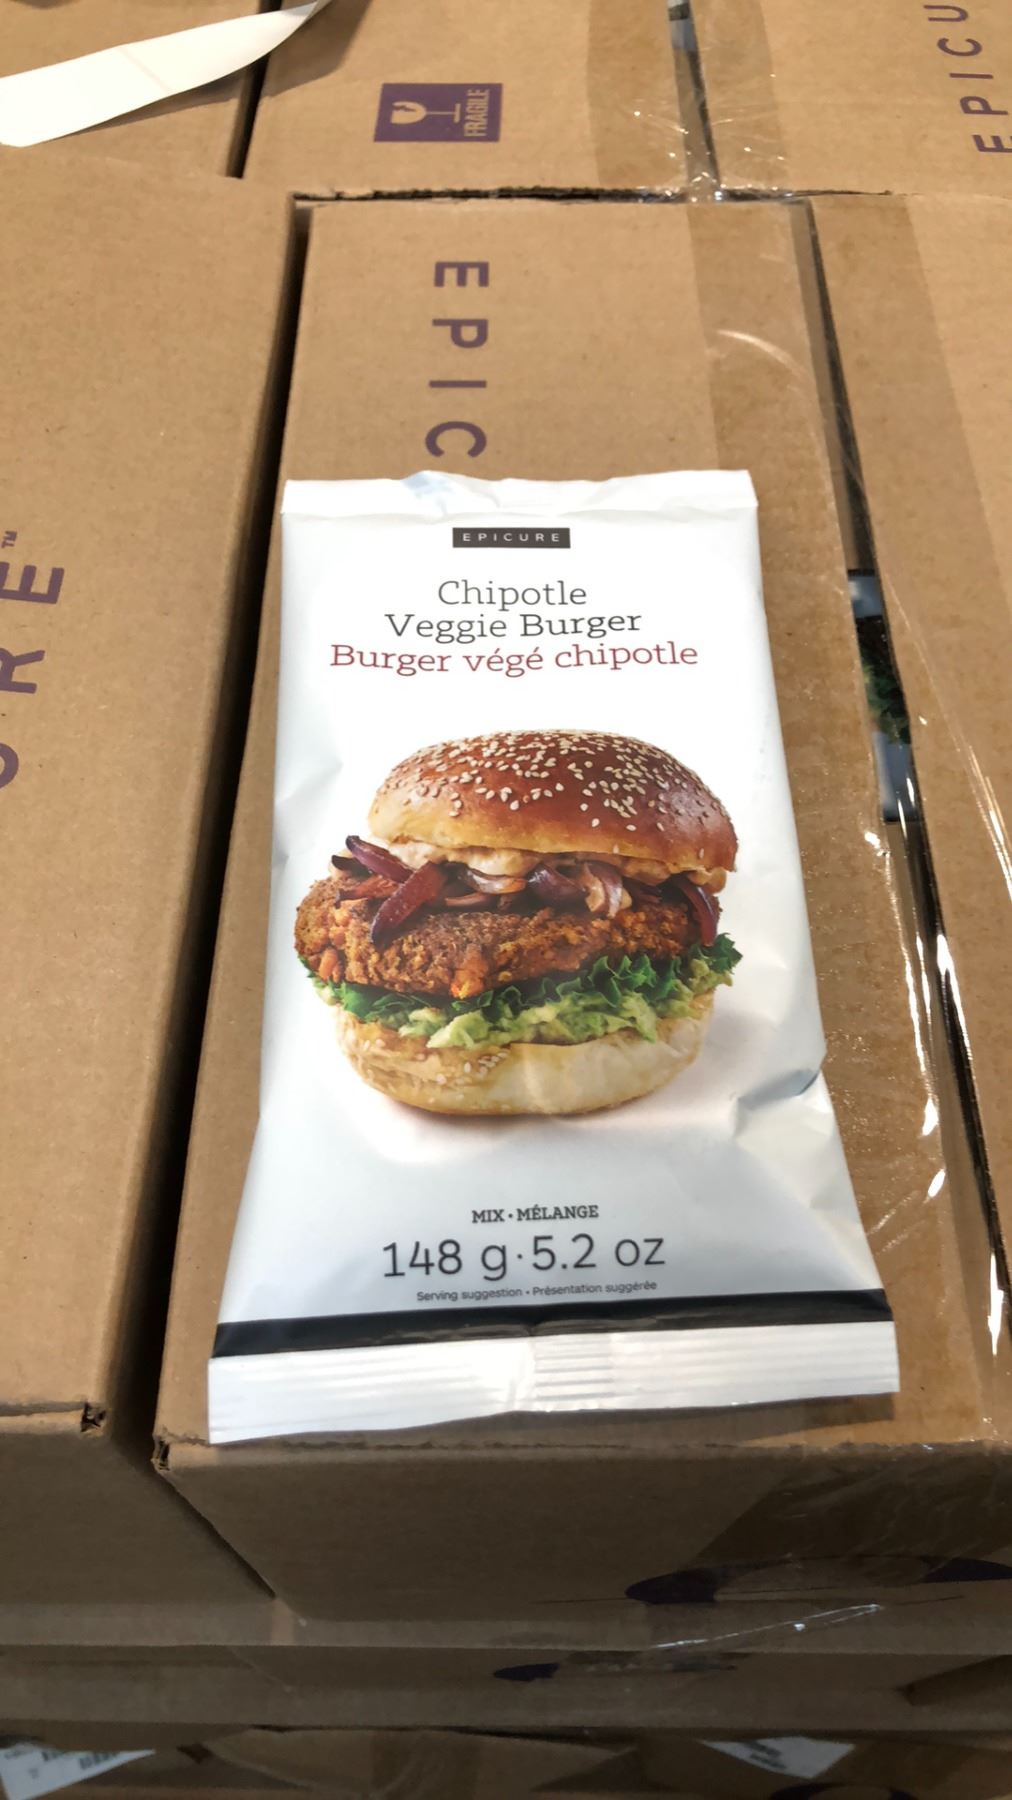 FRAGILE
EPICU
EPIC
URE™
EPICURE
Chipotle
Veggie Burger
Burger végé chipotle
MIX • MÉLANGE
148 g · 5.2 oz
Serving suggestion • Présentation suggérée